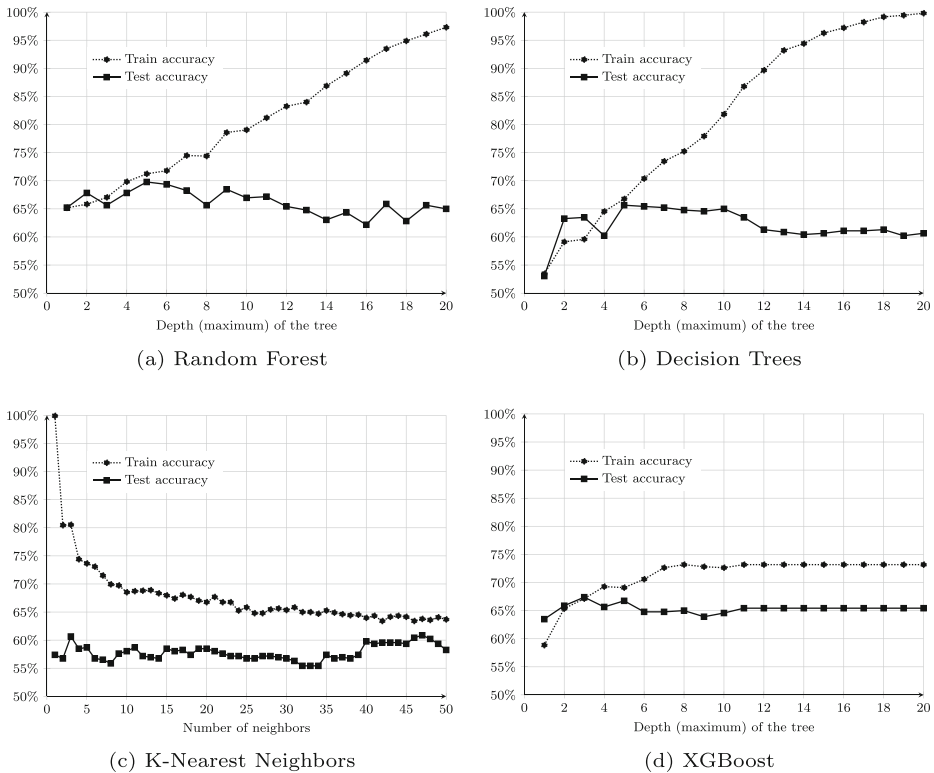 100%
95%
90%
85%
80%
75%
70%
65%
60%
55%
50%
Train accuracy
Test accuracy
0 2 4 6 8 10 12 14 16 18 20
Depth (maximum) of the tree
(a) Random Forest
100%
95%
90%
85%
80%
75%
70%
65%
60%
55%
50%
Train accuracy
Test accuracy
0 2 4 6 8 10 12 14 16 18 20
Depth (maximum) of the tree
(b) Decision Trees
100%
95%
90%
85%
80%
75%
70%
65%
60%
55%
50%
Train accuracy
Test accuracy
0 5 10 15 20 25 30 35 40 45 50
Number of neighbors
(c) K-Nearest Neighbors
100%
95%
90%
85%
80%
75%
70%
65%
60%
55%
50%
Train accuracy
Test accuracy
0 2 4 6 8 10 12 14 16 18 20
Depth (maximum) of the tree
(d) XGBoost